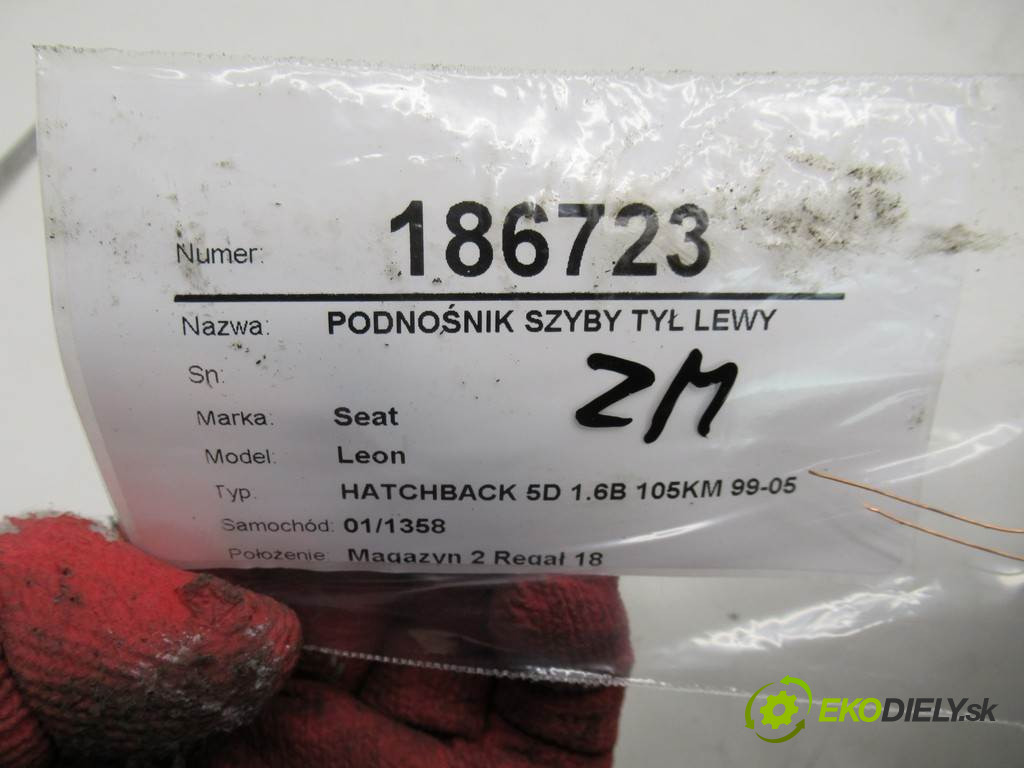 Numer: 186723
Nazwa: PODNOŚNIK SZYBY TYŁ LEWY
Sn:
ZM
Marka: Seat
Model: Leon
Typ: HATCHBACK 5D 1.6B 105KM 99-05
Samochód: 01/1358
Położenie: Magazyn 2 Regał 18
EKODIELY.sk